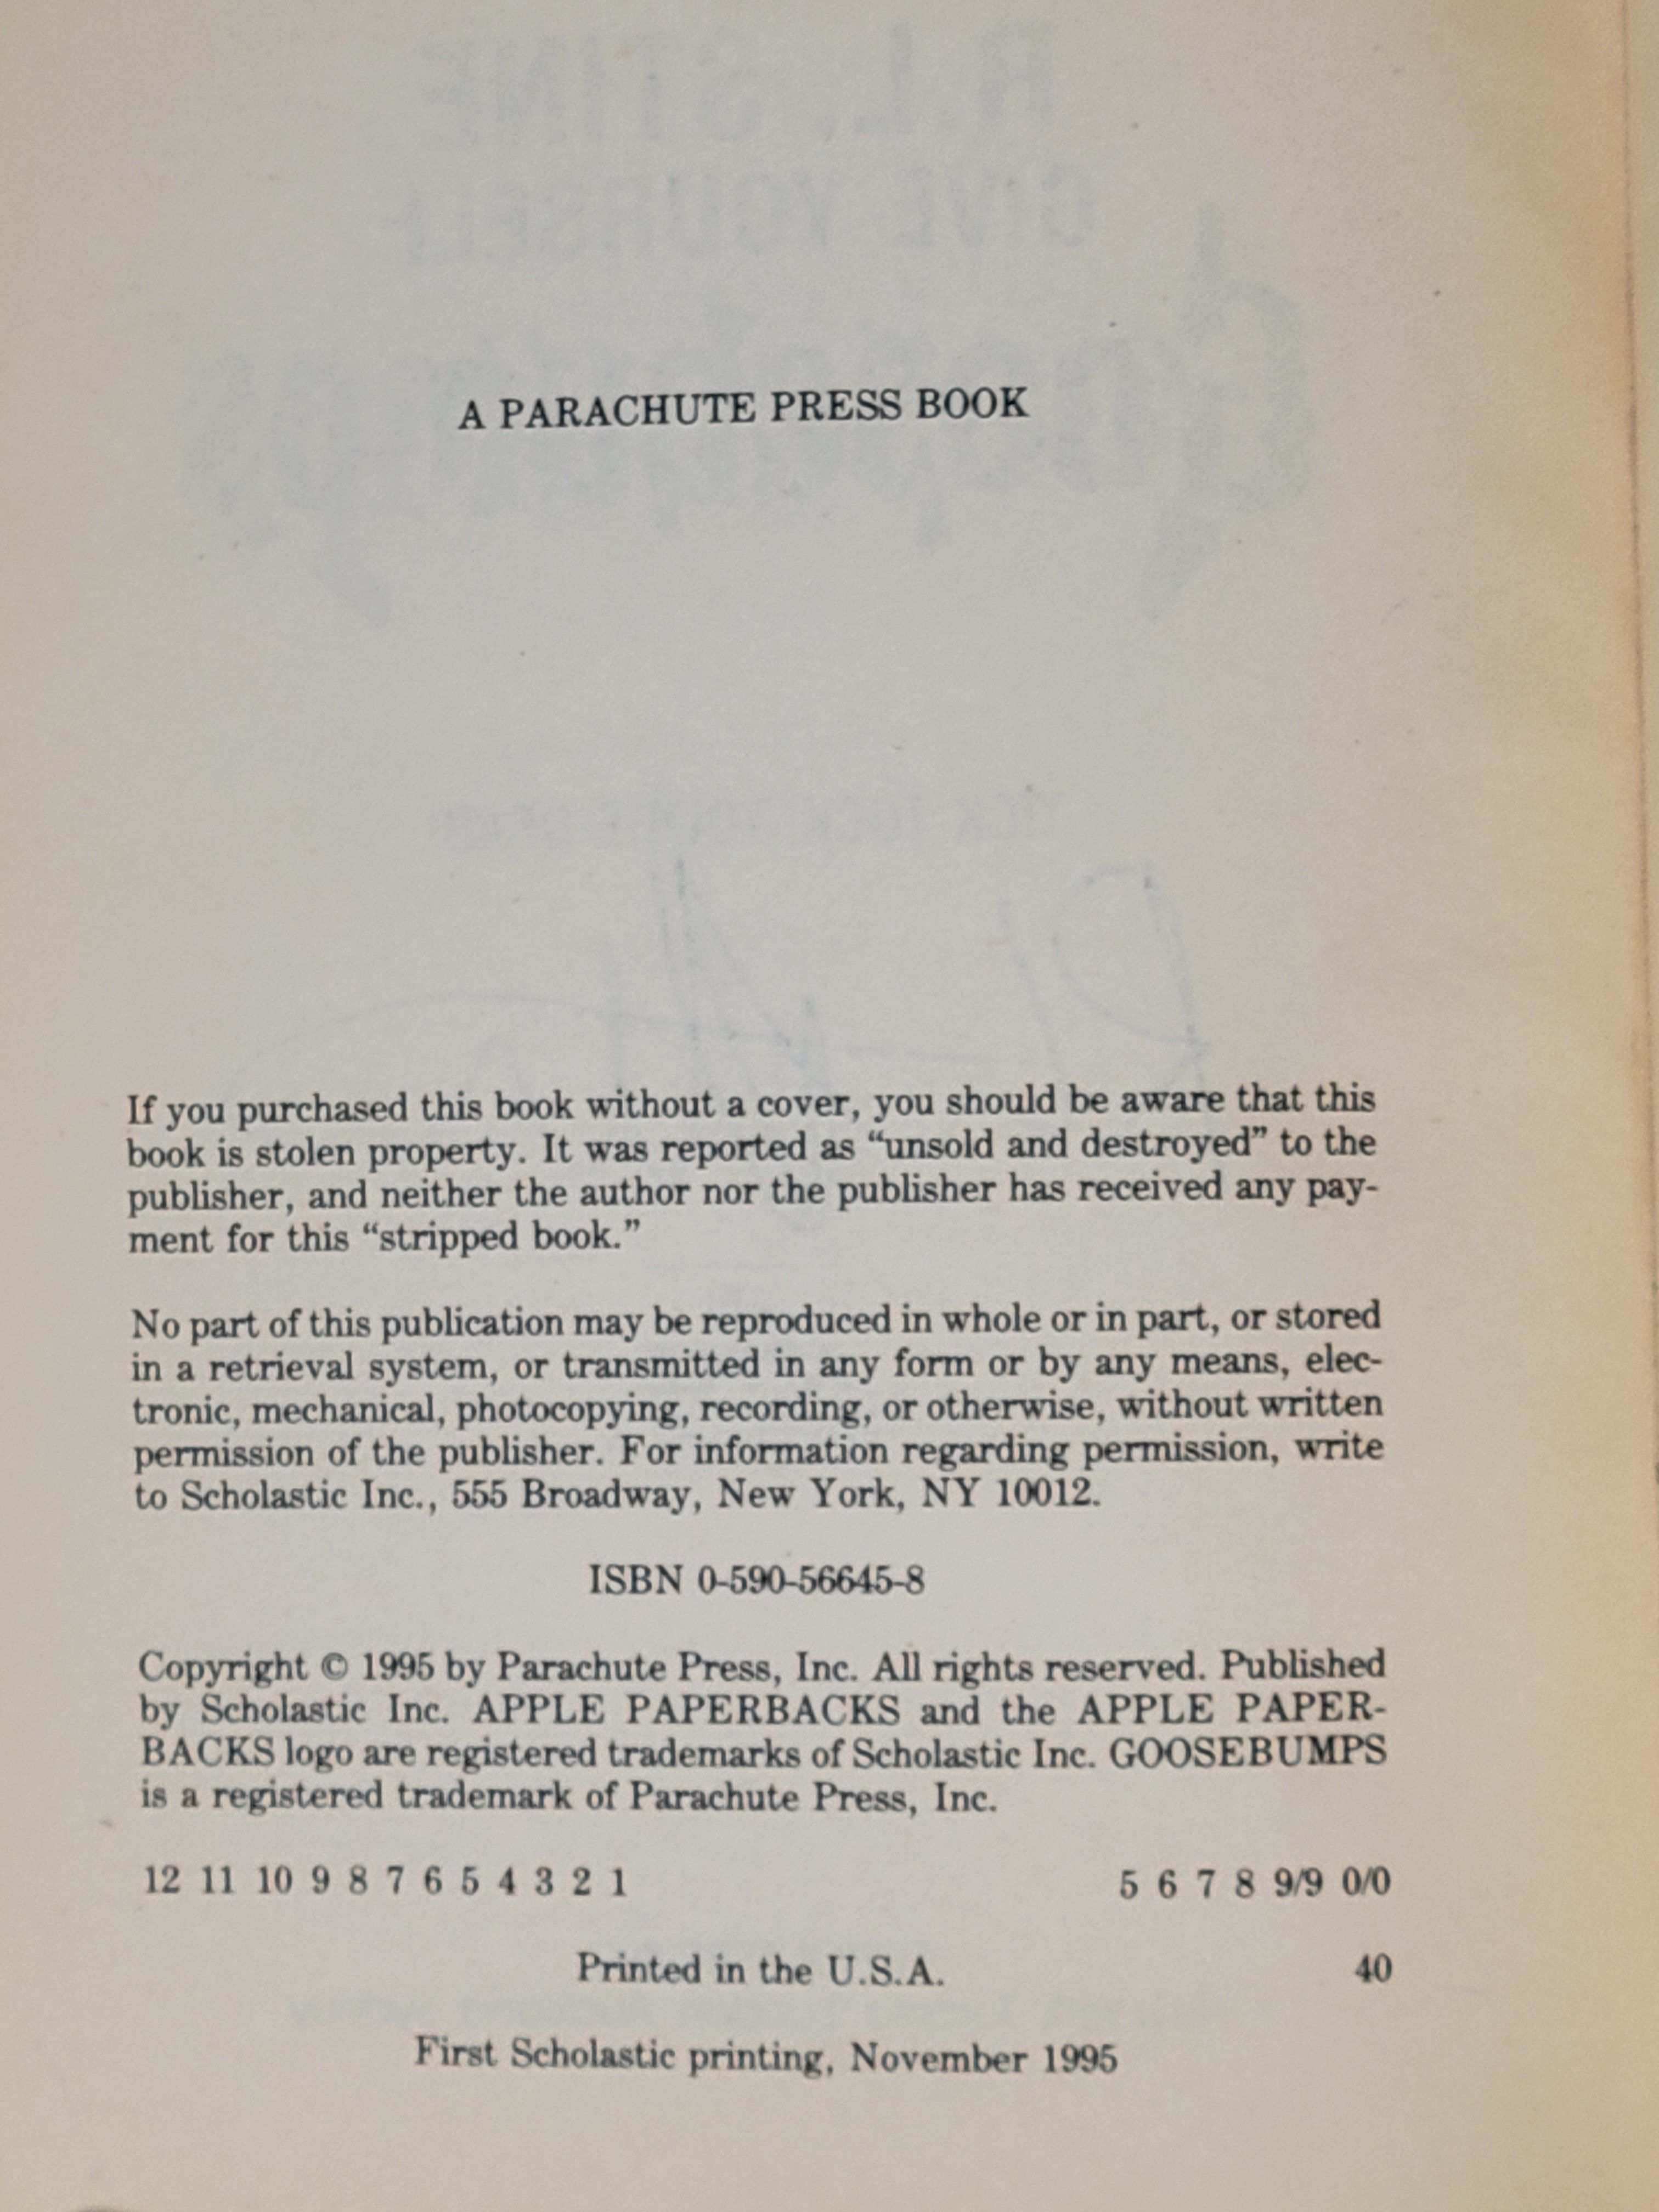 R.L. STINE
GIVE YOURSELF
Goosebumps
A PARACHUTE PRESS BOOK
If you purchased this book without a cover, you should be aware that this
book is stolen property. It was reported as “unsold and destroyed” to the
publisher, and neither the author nor the publisher has received any pay-
ment for this “stripped book.”
No part of this publication may be reproduced in whole or in part, or stored
in a retrieval system, or transmitted in any form or by any means, elec-
tronic, mechanical, photocopying, recording, or otherwise, without written
permission of the publisher. For information regarding permission, write
to Scholastic Inc., 555 Broadway, New York, NY 10012.
ISBN 0-590-56645-8
Copyright © 1995 by Parachute Press, Inc. All rights reserved. Published
by Scholastic Inc. APPLE PAPERBACKS and the APPLE PAPER-
BACKS logo are registered trademarks of Scholastic Inc. GOOSEBUMPS
is a registered trademark of Parachute Press, Inc.
12 11 10 9 8 7 6 5 4 3 2 1 5 6 7 8 9/9 0/0
Printed in the U.S.A. 40
First Scholastic printing, November 1995